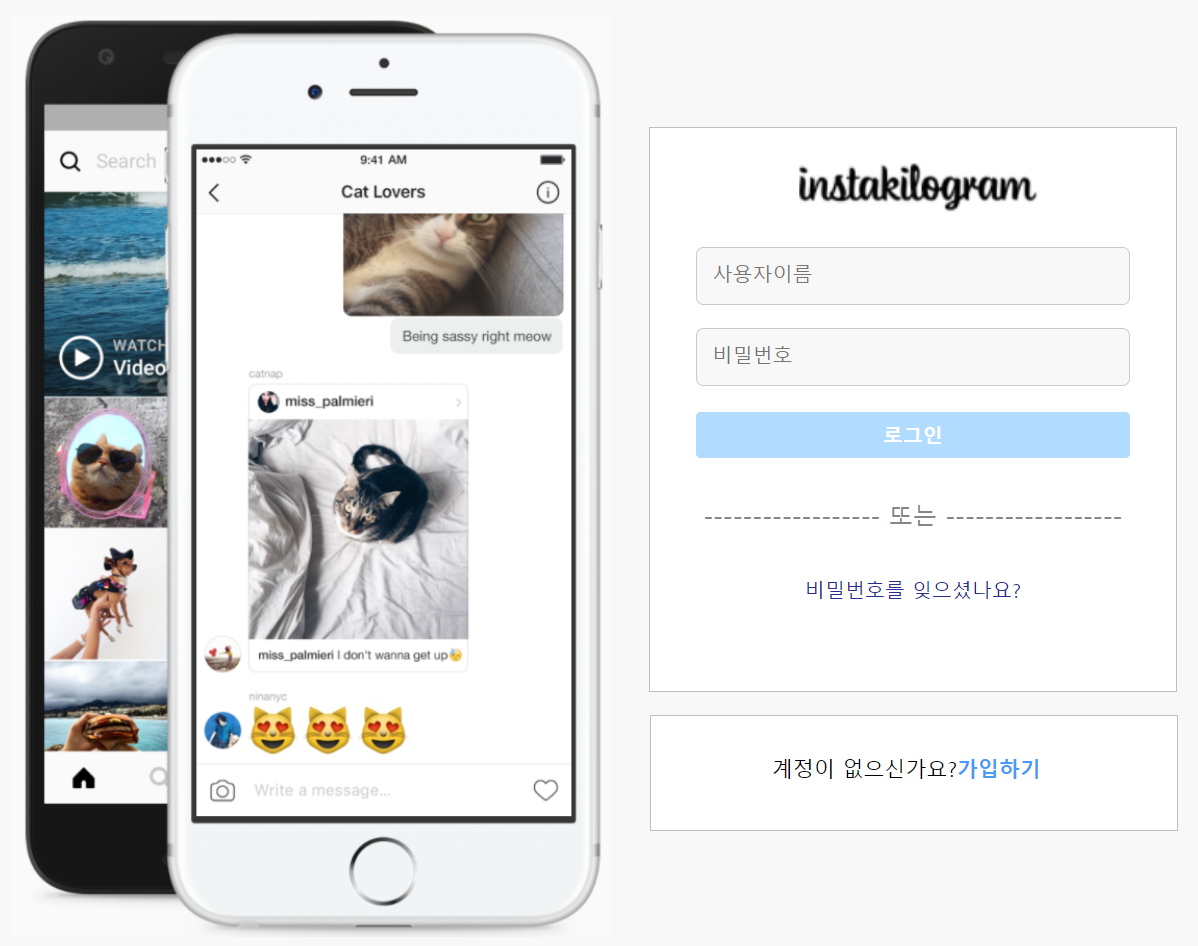 Search
WATCH
Video
9:41 AM
Cat Lovers
Being sassy right meow
catnap
miss_palmieri
miss_palmieri I don't wanna get up😓
ninanyc
😻😻😻
Write a message...
instakilogram
사용자이름
비밀번호
로그인
------------------ 또는 ------------------
비밀번호를 잊으셨나요?
계정이 없으신가요?가입하기